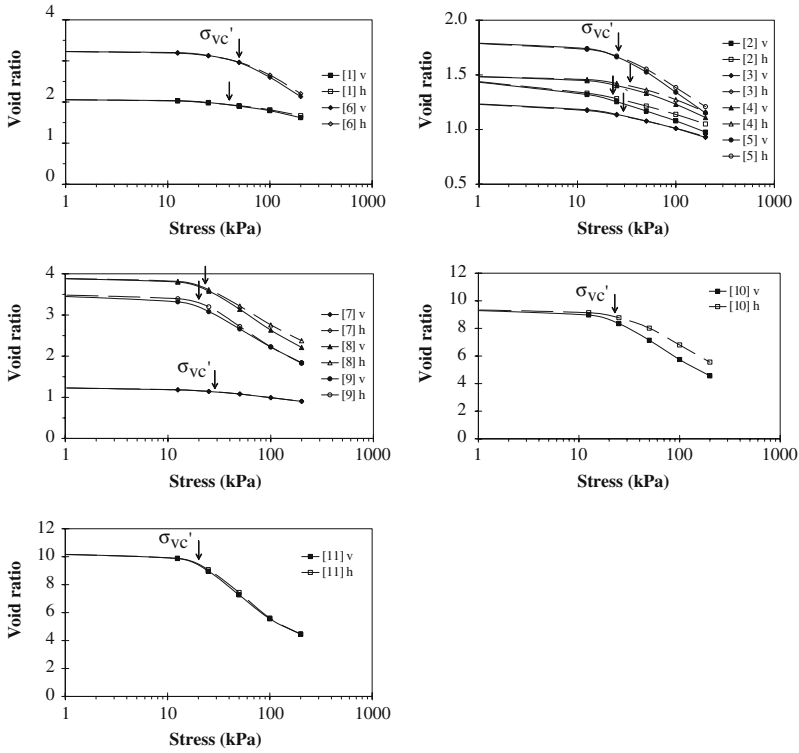 σvc'
Void ratio
4
3
2
1
0
1
10
100
1000
Stress (kPa)
[1] v
[1] h
[6] v
[6] h
σvc'
Void ratio
2.0
1.5
1.0
0.5
1
10
100
1000
Stress (kPa)
[2] v
[2] h
[3] v
[3] h
[4] v
[4] h
[5] v
[5] h
σvc'
Void ratio
4
3
2
1
0
1
10
100
1000
Stress (kPa)
[7] v
[7] h
[8] v
[8] h
[9] v
[9] h
σvc'
Void ratio
12
10
8
6
4
2
0
1
10
100
1000
Stress (kPa)
[10] v
[10] h
σvc'
Void ratio
12
10
8
6
4
2
0
1
10
100
1000
Stress (kPa)
[11] v
[11] h